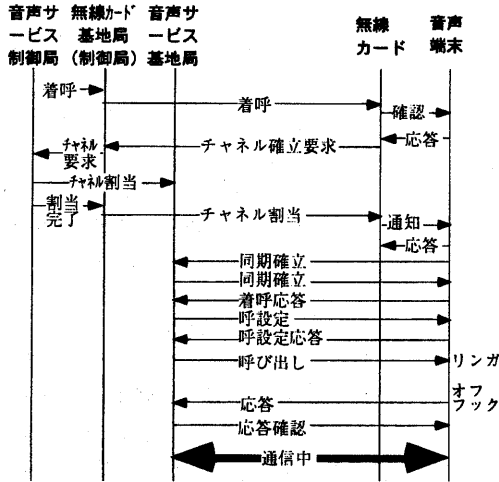 音声サ
ービス
制御局
無線カード
基地局
(制御局)
音声サ
ービス
基地局
無線
カード
音声
端末
着呼
着呼
確認
応答
チャネル確立要求
チャネル
要求
チャネル割当
割当
完了
チャネル割当
通知
応答
同期確立
同期確立
着呼応答
呼設定
呼設定応答
呼び出し
リンガ
オフ
フック
応答
応答確認
通信中